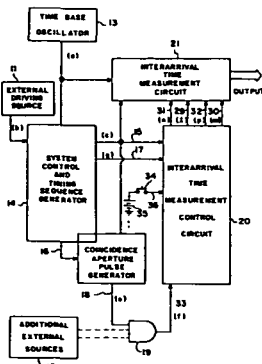 TIME BASE
OSCILLATOR
13
(a)
21
INTERARRIVAL
TIME
MEASUREMENT
CIRCUIT
OUTPUT
11
EXTERNAL
DRIVING
SOURCE
(b)
31
29
32
30
(p)
(m)
(c)
15
17
SYSTEM
CONTROL
AND
TIMING
SEQUENCE
GENERATOR
14
34
36
35
INTERARRIVAL
TIME
MEASUREMENT
CONTROL
CIRCUIT
20
16
COINCIDENCE
APERTURE
PULSE
GENERATOR
18
(e)
33
(f)
ADDITIONAL
EXTERNAL
SOURCES
19